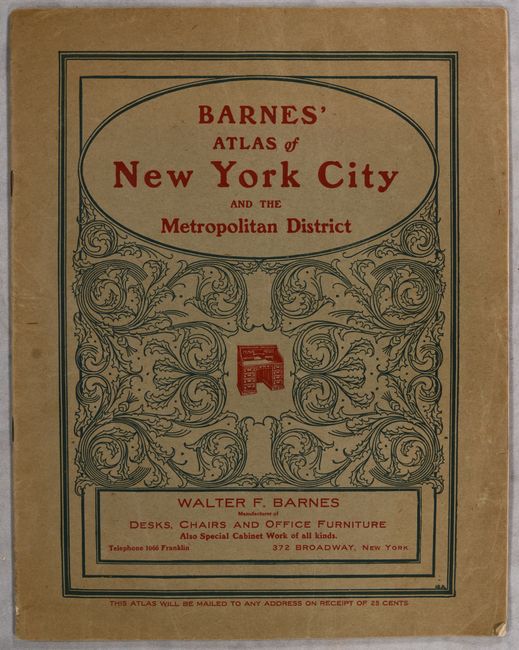 BARNES'
ATLAS of
New York City
AND THE
Metropolitan District
WALTER F. BARNES
Manufacturer of
DESKS, CHAIRS AND OFFICE FURNITURE
Also Special Cabinet Work of all kinds.
Telephone 1066 Franklin 372 BROADWAY, NEW YORK
THIS ATLAS WILL BE MAILED TO ANY ADDRESS ON RECEIPT OF 25 CENTS